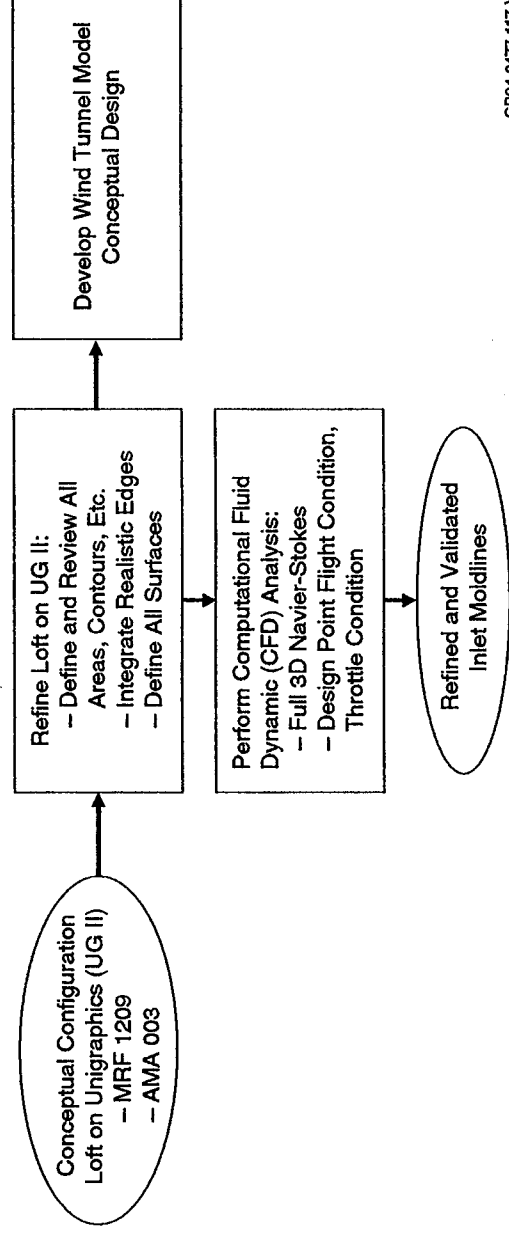 Conceptual Configuration
Loft on Unigraphics (UG II)
– MRF 1209
– AMA 003
Refine Loft on UG II:
– Define and Review All
Areas, Contours, Etc.
– Integrate Realistic Edges
– Define All Surfaces
Develop Wind Tunnel Model
Conceptual Design
Perform Computational Fluid
Dynamic (CFD) Analysis:
– Full 3D Navier-Stokes
– Design Point Flight Condition,
Throttle Condition
Refined and Validated
Inlet Moldlines